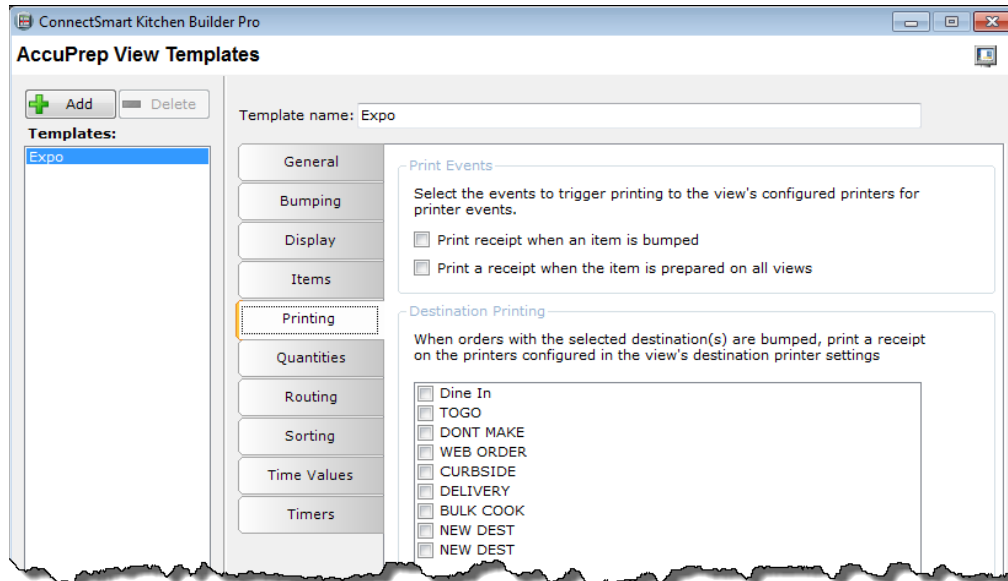 ConnectSmart Kitchen Builder Pro
AccuPrep View Templates
Add
Delete
Templates:
Expo
Template name: Expo
General
Bumping
Display
Items
Printing
Quantities
Routing
Sorting
Time Values
Timers
Print Events
Select the events to trigger printing to the view's configured printers for
printer events.
Print receipt when an item is bumped
Print a receipt when the item is prepared on all views
Destination Printing
When orders with the selected destination(s) are bumped, print a receipt
on the printers configured in the view's destination printer settings
Dine In
TOGO
DONT MAKE
WEB ORDER
CURBSIDE
DELIVERY
BULK COOK
NEW DEST
NEW DEST